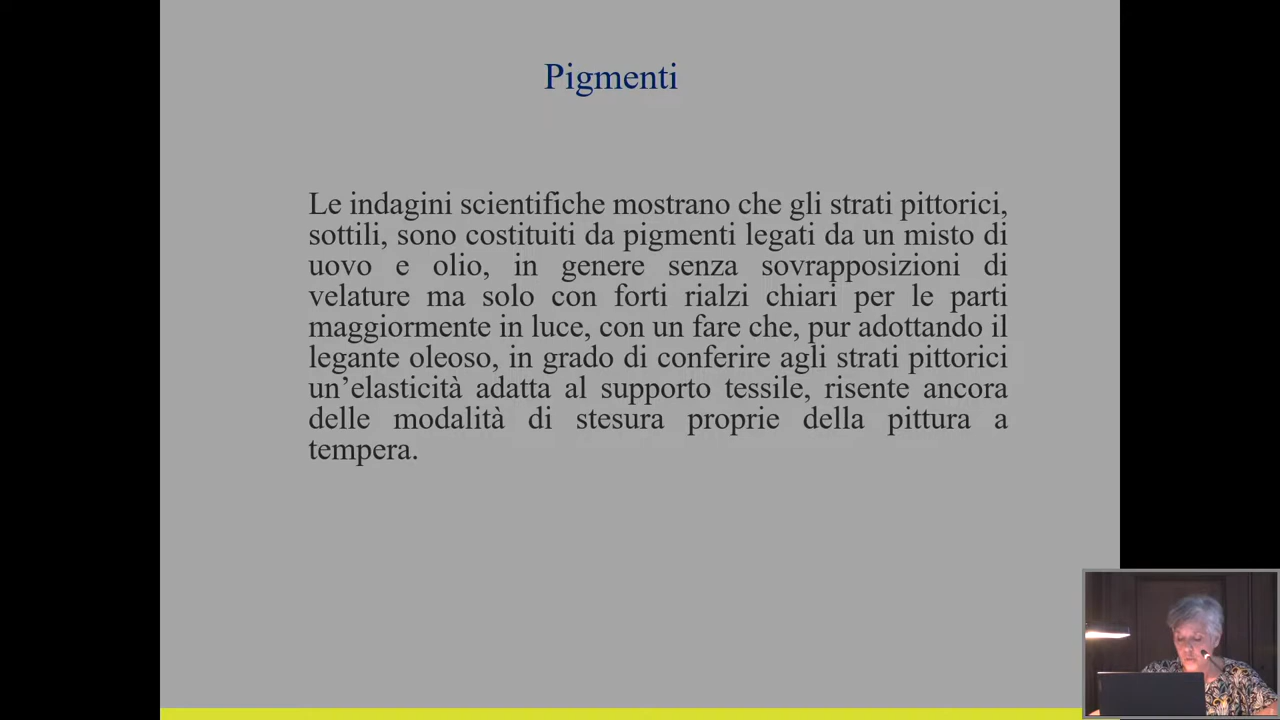 Pigmenti
Le indagini scientifiche mostrano che gli strati pittorici,
sottili, sono costituiti da pigmenti legati da un misto di
uovo e olio, in genere senza sovrapposizioni di
velature ma solo con forti rialzi chiari per le parti
maggiormente in luce, con un fare che, pur adottando il
legante oleoso, in grado di conferire agli strati pittorici
un’elasticità adatta al supporto tessile, risente ancora
delle modalità di stesura proprie della pittura a
tempera.